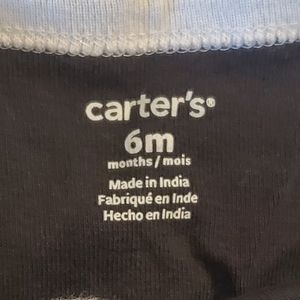 carter's®
6m
months / mois
Made in India
Fabriqué en Inde
Hecho en India